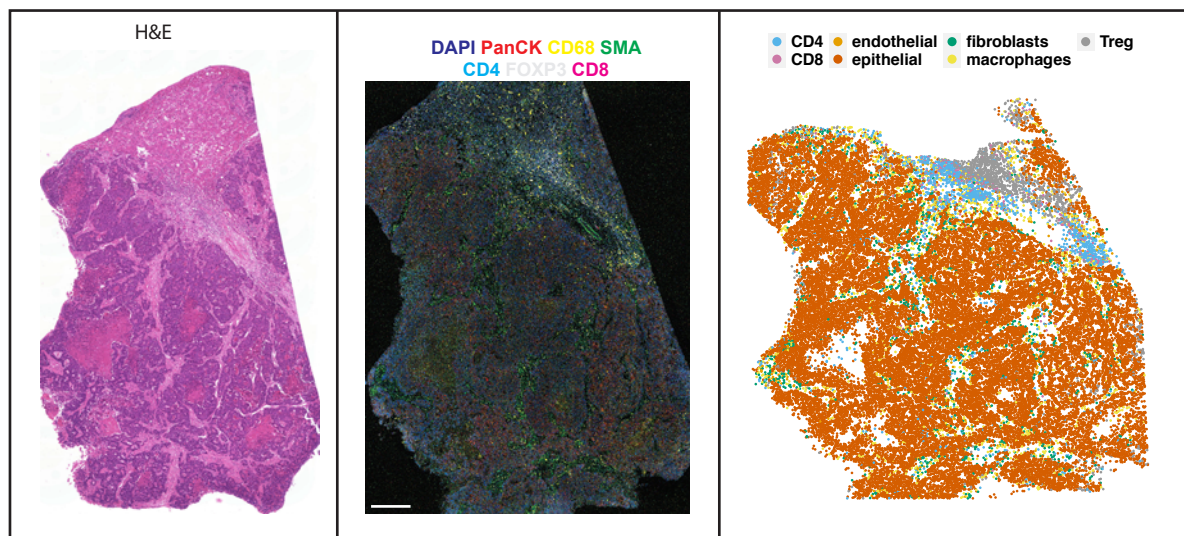 H&E
DAPI PanCK CD68 SMA
CD4 FOXP3 CD8
CD4 endothelial fibroblasts Treg
CD8 epithelial macrophages